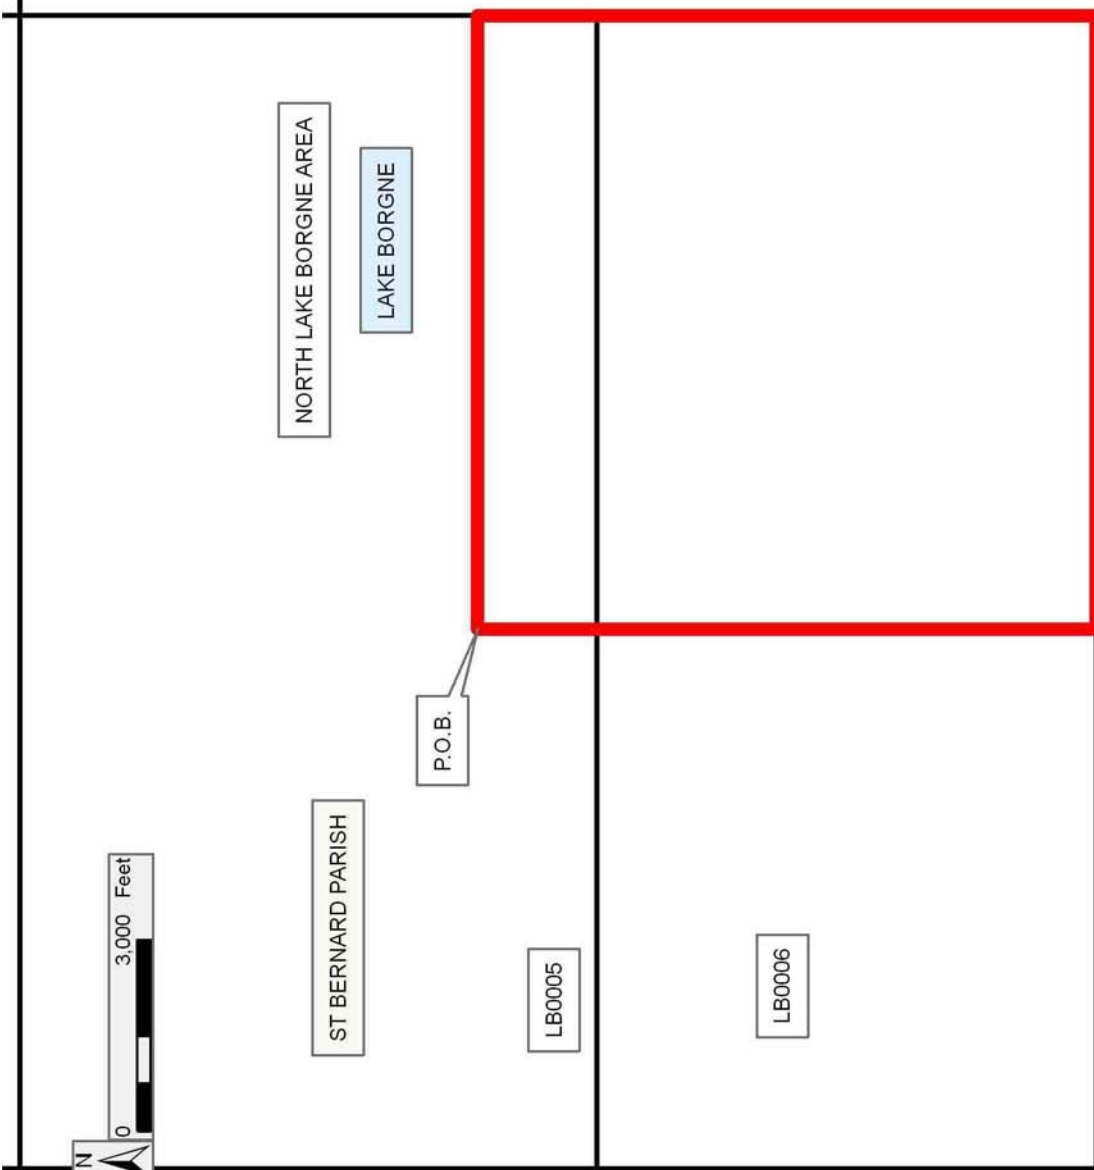 N
0 3,000 Feet
NORTH LAKE BORGNE AREA
ST BERNARD PARISH
LAKE BORGNE
P.O.B.
LB0005
LB0006